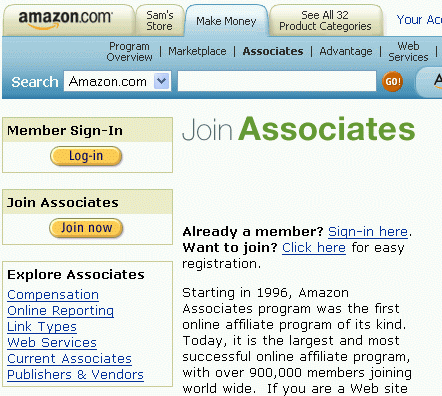 amazon.com
Sam's
Store
Make Money
See All 32
Product Categories
Your Acc
Program
Overview
Marketplace
Associates
Advantage
Web
Services
Search
Amazon.com
GO!
Member Sign-In
Log-in
Join Associates
Join now
Explore Associates
Compensation
Online Reporting
Link Types
Web Services
Current Associates
Publishers & Vendors
Join Associates
Already a member? Sign-in here.
Want to join? Click here for easy
registration.
Starting in 1996, Amazon
Associates program was the first
online affiliate program of its kind.
Today, it is the largest and most
successful online affiliate program,
with over 900,000 members joining
world wide. If you are a Web site